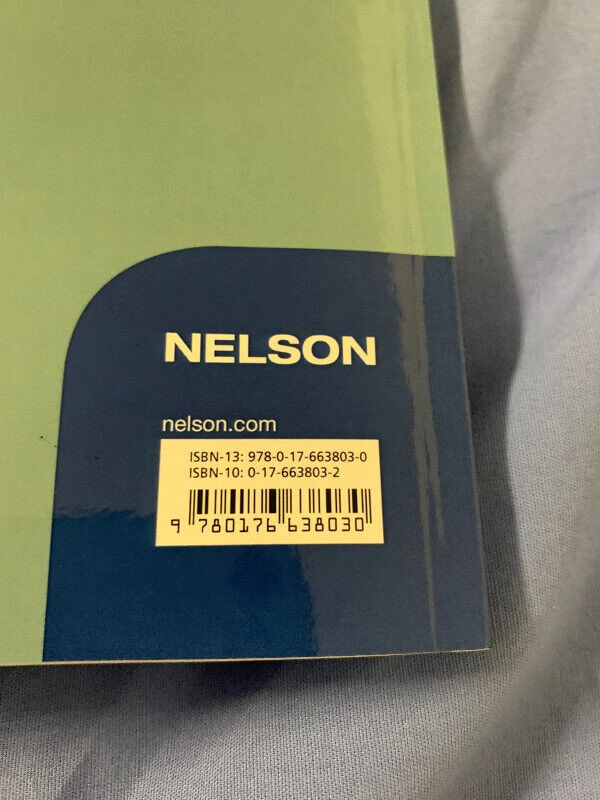 NELSON
nelson.com
ISBN-13: 978-0-17-663803-0
ISBN-10: 0-17-663803-2
9 780176 638030